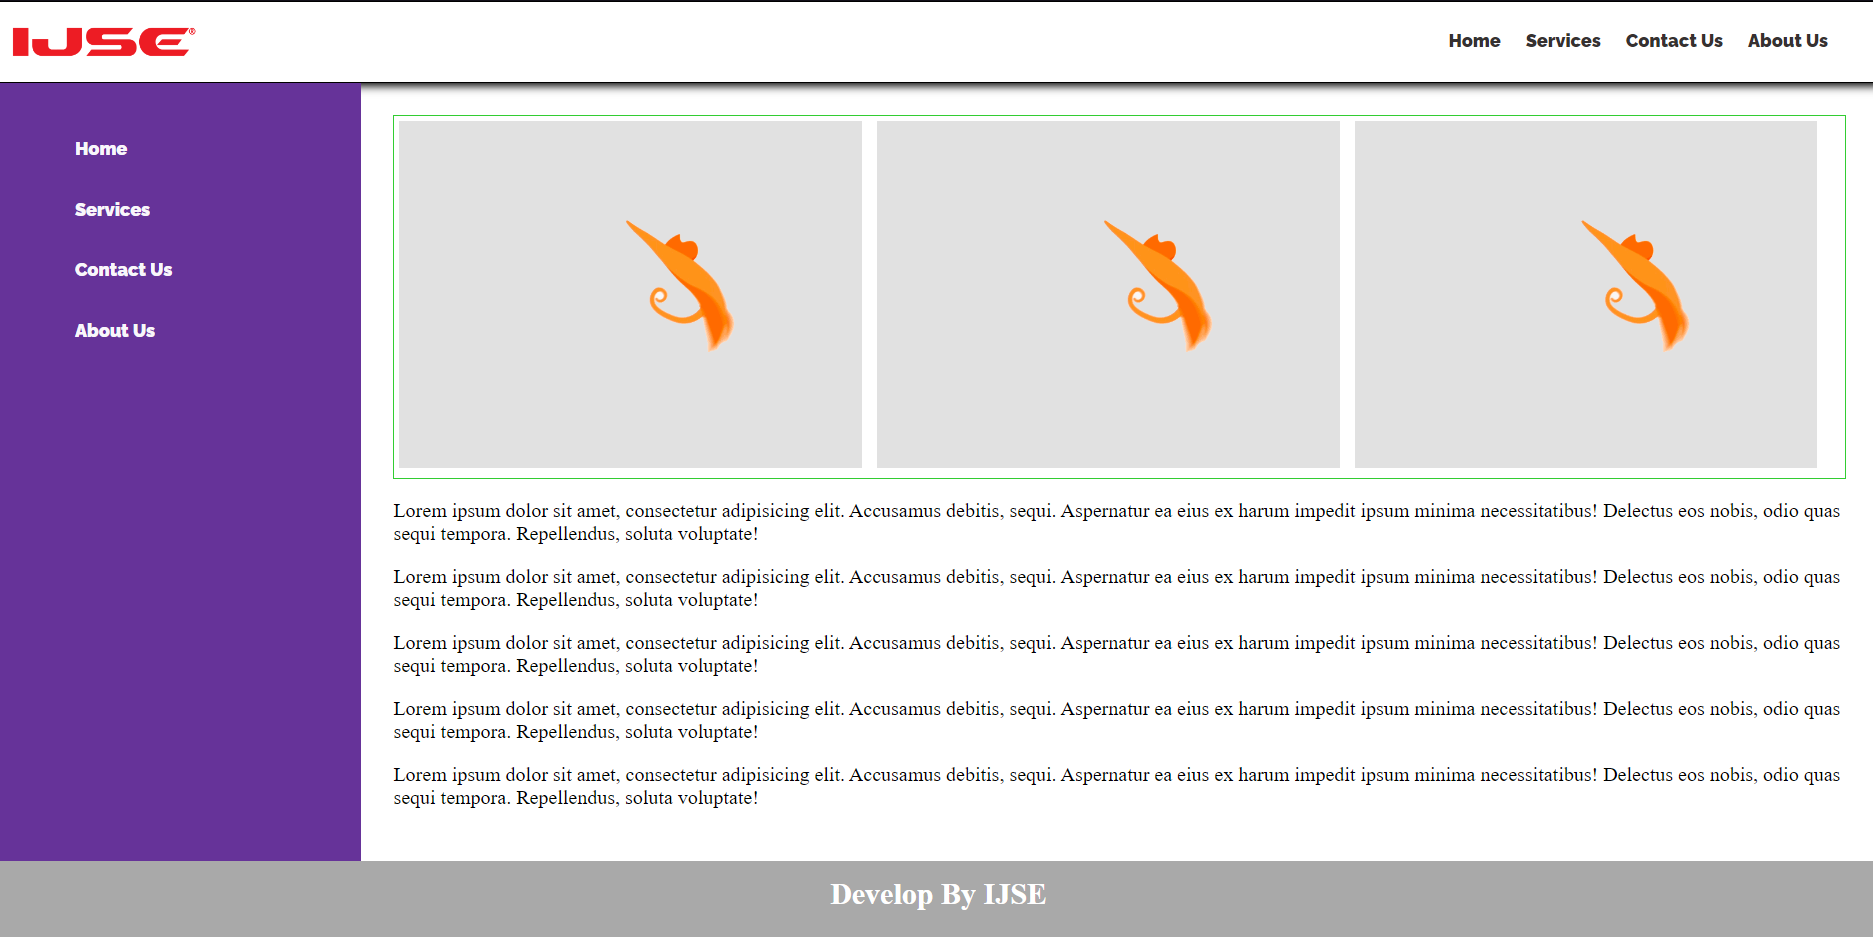 IJSE®
Home Services Contact Us About Us
Home
Services
Contact Us
About Us
Lorem ipsum dolor sit amet, consectetur adipisicing elit. Accusamus debitis, sequi. Aspernatur ea eius ex harum impedit ipsum minima necessitatibus! Delectus eos nobis, odio quas
sequi tempora. Repellendus, soluta voluptate!
Lorem ipsum dolor sit amet, consectetur adipisicing elit. Accusamus debitis, sequi. Aspernatur ea eius ex harum impedit ipsum minima necessitatibus! Delectus eos nobis, odio quas
sequi tempora. Repellendus, soluta voluptate!
Lorem ipsum dolor sit amet, consectetur adipisicing elit. Accusamus debitis, sequi. Aspernatur ea eius ex harum impedit ipsum minima necessitatibus! Delectus eos nobis, odio quas
sequi tempora. Repellendus, soluta voluptate!
Lorem ipsum dolor sit amet, consectetur adipisicing elit. Accusamus debitis, sequi. Aspernatur ea eius ex harum impedit ipsum minima necessitatibus! Delectus eos nobis, odio quas
sequi tempora. Repellendus, soluta voluptate!
Lorem ipsum dolor sit amet, consectetur adipisicing elit. Accusamus debitis, sequi. Aspernatur ea eius ex harum impedit ipsum minima necessitatibus! Delectus eos nobis, odio quas
sequi tempora. Repellendus, soluta voluptate!
Develop By IJSE